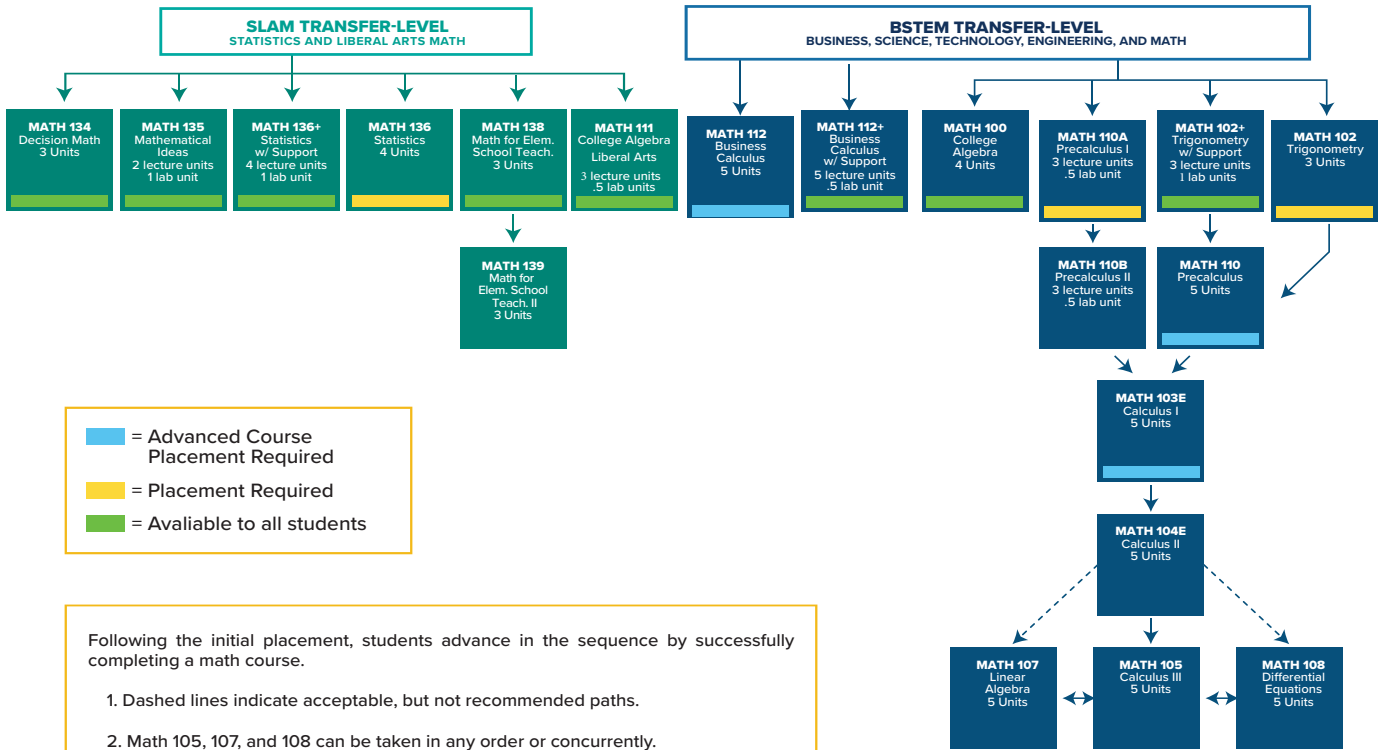 SLAM TRANSFER-LEVEL
STATISTICS AND LIBERAL ARTS MATH
BSTEM TRANSFER-LEVEL
BUSINESS, SCIENCE, TECHNOLOGY, ENGINEERING, AND MATH
MATH 134
Decision Math
3 Units
MATH 135
Mathematical
Ideas
2 lecture units
1 lab unit
MATH 136+
Statistics
w/ Support
4 lecture units
1 lab unit
MATH 136
Statistics
4 Units
MATH 138
Math for Elem.
School Teach.
3 Units
MATH 111
College Algebra
Liberal Arts
3 lecture units
.5 lab units
MATH 112
Business
Calculus
5 Units
MATH 112+
Business
Calculus
w/ Support
5 lecture units
.5 lab unit
MATH 100
College
Algebra
4 Units
MATH 110A
Precalculus I
3 lecture units
.5 lab unit
MATH 102+
Trigonometry
w/ Support
3 lecture units
1 lab units
MATH 102
Trigonometry
3 Units
MATH 139
Math for
Elem. School
Teach. II
3 Units
MATH 110B
Precalculus II
3 lecture units
.5 lab unit
MATH 110
Precalculus
5 Units
MATH 103E
Calculus I
5 Units
= Advanced Course
Placement Required
= Placement Required
= Avaliable to all students
MATH 104E
Calculus II
5 Units
Following the initial placement, students advance in the sequence by successfully
completing a math course.
1. Dashed lines indicate acceptable, but not recommended paths.
2. Math 105, 107, and 108 can be taken in any order or concurrently.
MATH 107
Linear
Algebra
5 Units
MATH 105
Calculus III
5 Units
MATH 108
Differential
Equations
5 Units